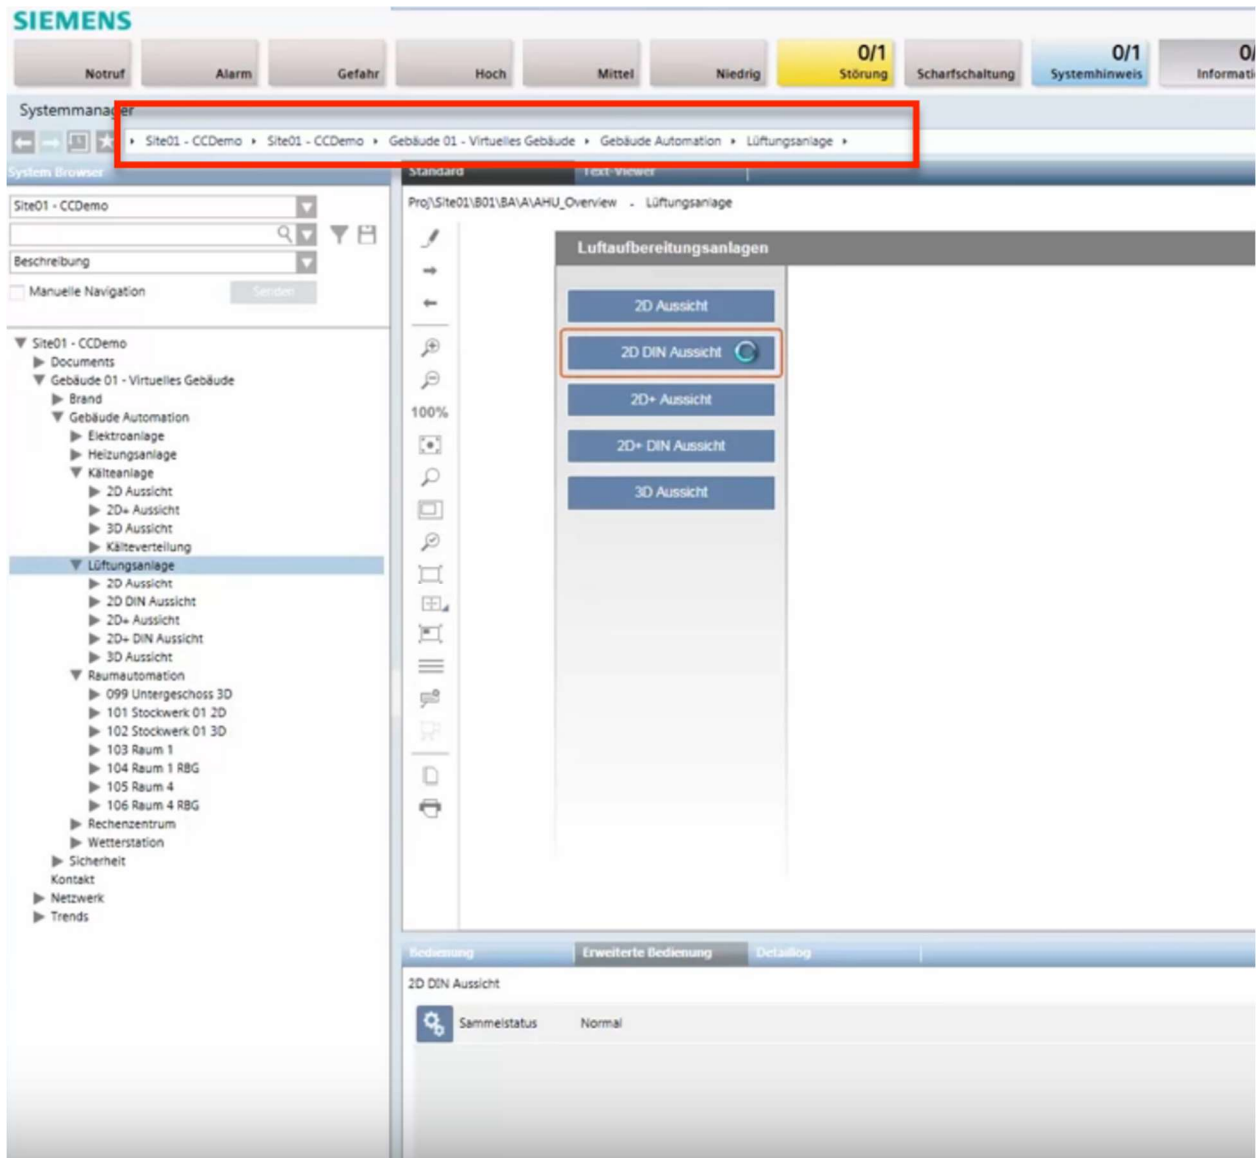 SIEMENS
0/1 0/1 0/
Notruf Alarm Gefahr Hoch Mittel Niedrig Störung Scharfschaltung Systemhinweis Informati
Systemmanager
Site01 - CCDemo Site01 - CCDemo Gebäude 01 - Virtuelles Gebäude Gebäude Automation Lüftungsanlage
System Browser
Standard Text-Viewer
Site01 - CCDemo
Proj\Site01\B01\BA\A\AHU_Overview - Lüftungsanlage
Beschreibung
Manuelle Navigation Senden
Site01 - CCDemo
Documents
Gebäude 01 - Virtuelles Gebäude
Brand
Gebäude Automation
Elektroanlage
Heizungsanlage
Kälteanlage
2D Aussicht
2D+ Aussicht
3D Aussicht
Kälteverteilung
Lüftungsanlage
2D Aussicht
2D DIN Aussicht
2D+ Aussicht
2D+ DIN Aussicht
3D Aussicht
Raumautomation
099 Untergeschoss 3D
101 Stockwerk 01 2D
102 Stockwerk 01 3D
103 Raum 1
104 Raum 1 RBG
105 Raum 4
106 Raum 4 RBG
Rechenzentrum
Wetterstation
Sicherheit
Kontakt
Netzwerk
Trends
100%
Luftaufbereitungsanlagen
2D Aussicht
2D DIN Aussicht
2D+ Aussicht
2D+ DIN Aussicht
3D Aussicht
Bedienung Erweiterte Bedienung Detaillog
2D DIN Aussicht
Sammelstatus Normal